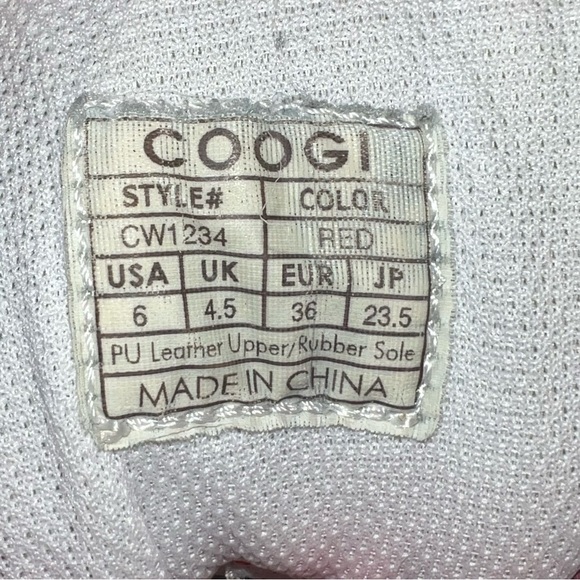 COOGI
STYLE# COLOR
CW1234 RED
USA UK EUR JP
6 4.5 36 23.5
PU Leather Upper/Rubber Sole
MADE IN CHINA